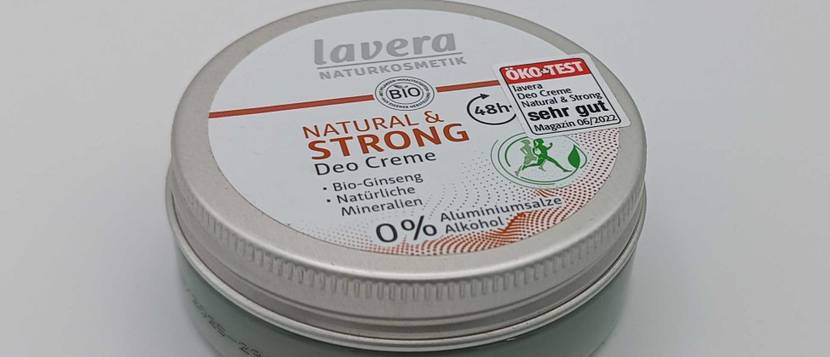 lavera
NATURKOSMETIK
BIO
NATURAL &
STRONG
Deo Creme
• Bio-Ginseng
• Natürliche
Mineralien
0% Aluminiumsalze
Alkohol
48h
ÖKO-TEST
lavera
Deo Creme
Natural & Strong
sehr gut
Magazin 06/2022